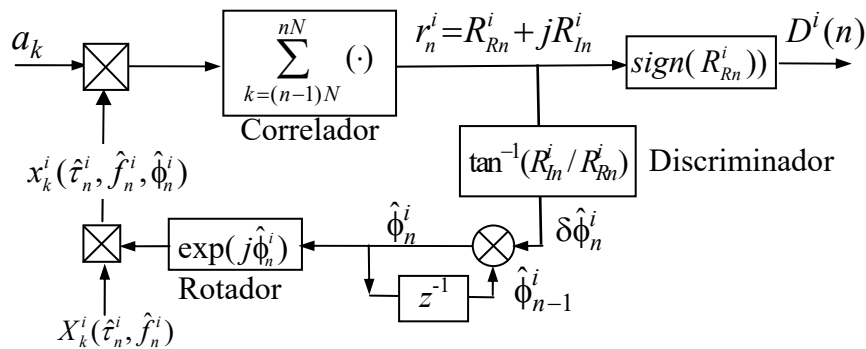 a_k
∑_{k=(n-1)N}^{nN} (·)
Correlador
r_n^i = R_{Rn}^i + jR_{In}^i
sign( R_{Rn}^i))
D^i(n)
tan^{-1}(R_{In}^i / R_{Rn}^i)
Discriminador
x_k^i(τ̂_n^i, f̂_n^i, ϕ̂_n^i)
exp(jϕ̂_n^i)
Rotador
ϕ̂_n^i
δϕ̂_n^i
z^{-1}
ϕ̂_{n-1}^i
X_k^i(τ̂_n^i, f̂_n^i)